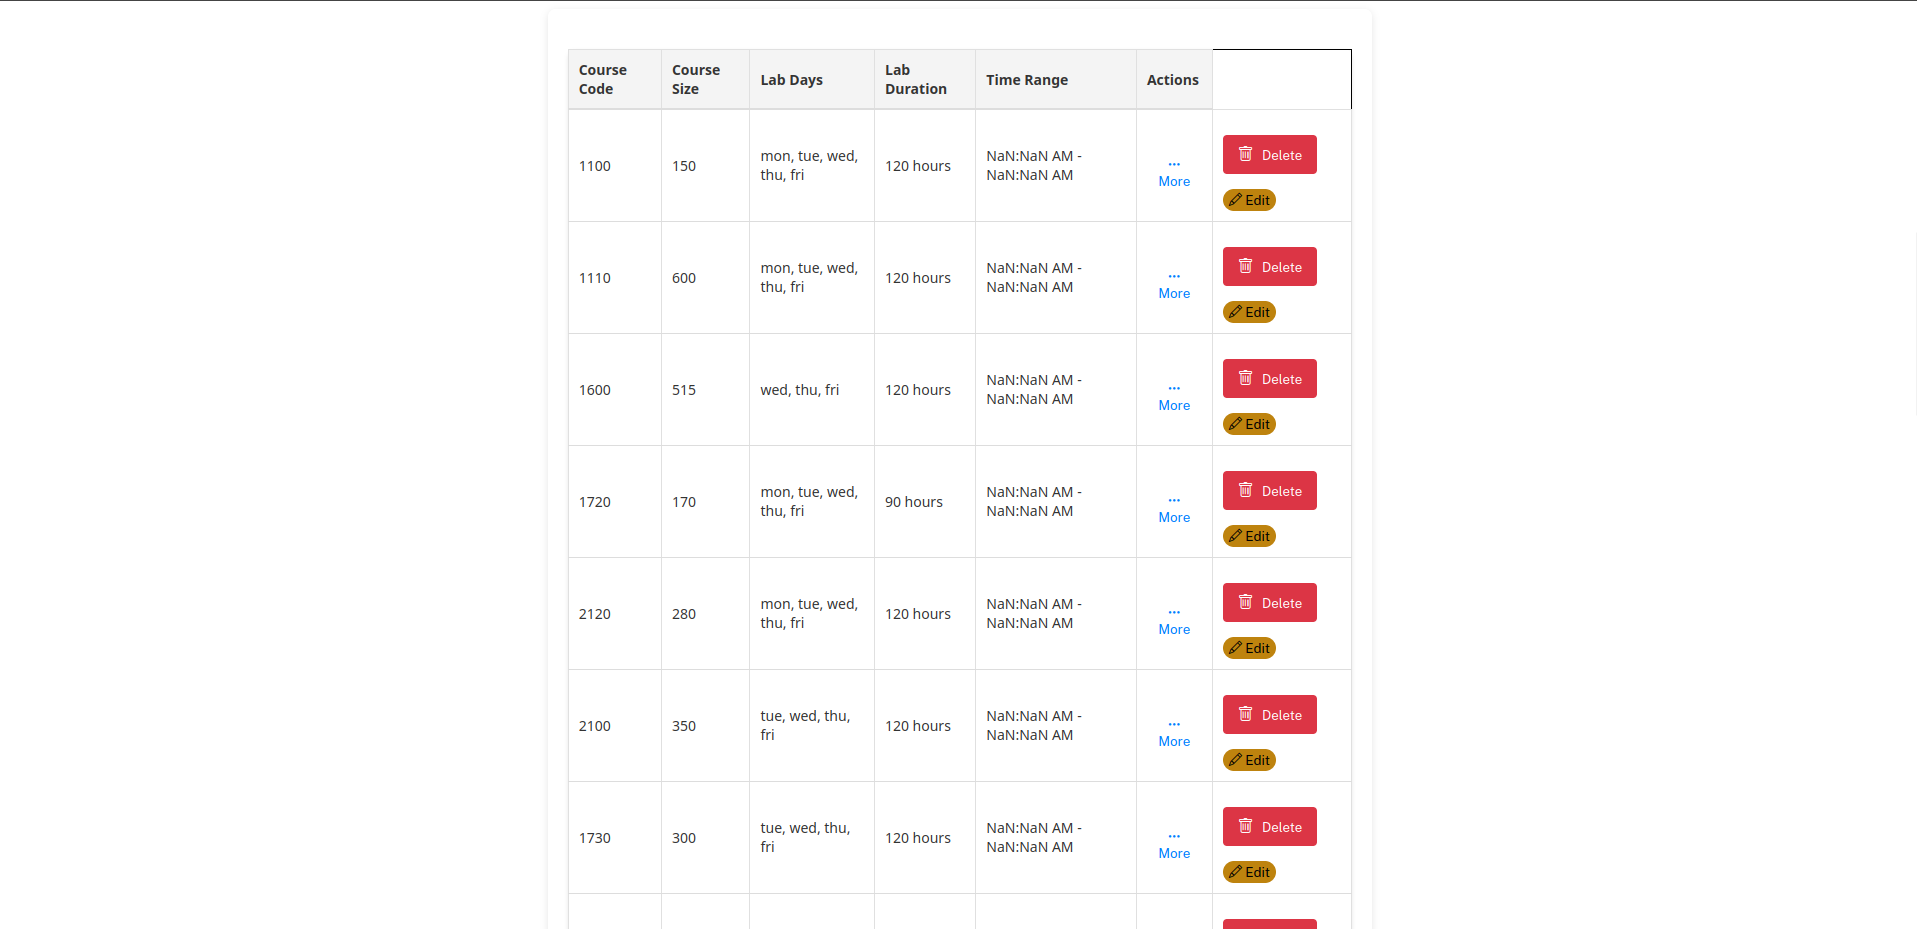 Course Code
Course Size
Lab Days
Lab Duration
Time Range
Actions
1100
150
mon, tue, wed,
thu, fri
120 hours
NaN:NaN AM -
NaN:NaN AM
...
More
Delete
Edit
1110
600
mon, tue, wed,
thu, fri
120 hours
NaN:NaN AM -
NaN:NaN AM
...
More
Delete
Edit
1600
515
wed, thu, fri
120 hours
NaN:NaN AM -
NaN:NaN AM
...
More
Delete
Edit
1720
170
mon, tue, wed,
thu, fri
90 hours
NaN:NaN AM -
NaN:NaN AM
...
More
Delete
Edit
2120
280
mon, tue, wed,
thu, fri
120 hours
NaN:NaN AM -
NaN:NaN AM
...
More
Delete
Edit
2100
350
tue, wed, thu,
fri
120 hours
NaN:NaN AM -
NaN:NaN AM
...
More
Delete
Edit
1730
300
tue, wed, thu,
fri
120 hours
NaN:NaN AM -
NaN:NaN AM
...
More
Delete
Edit